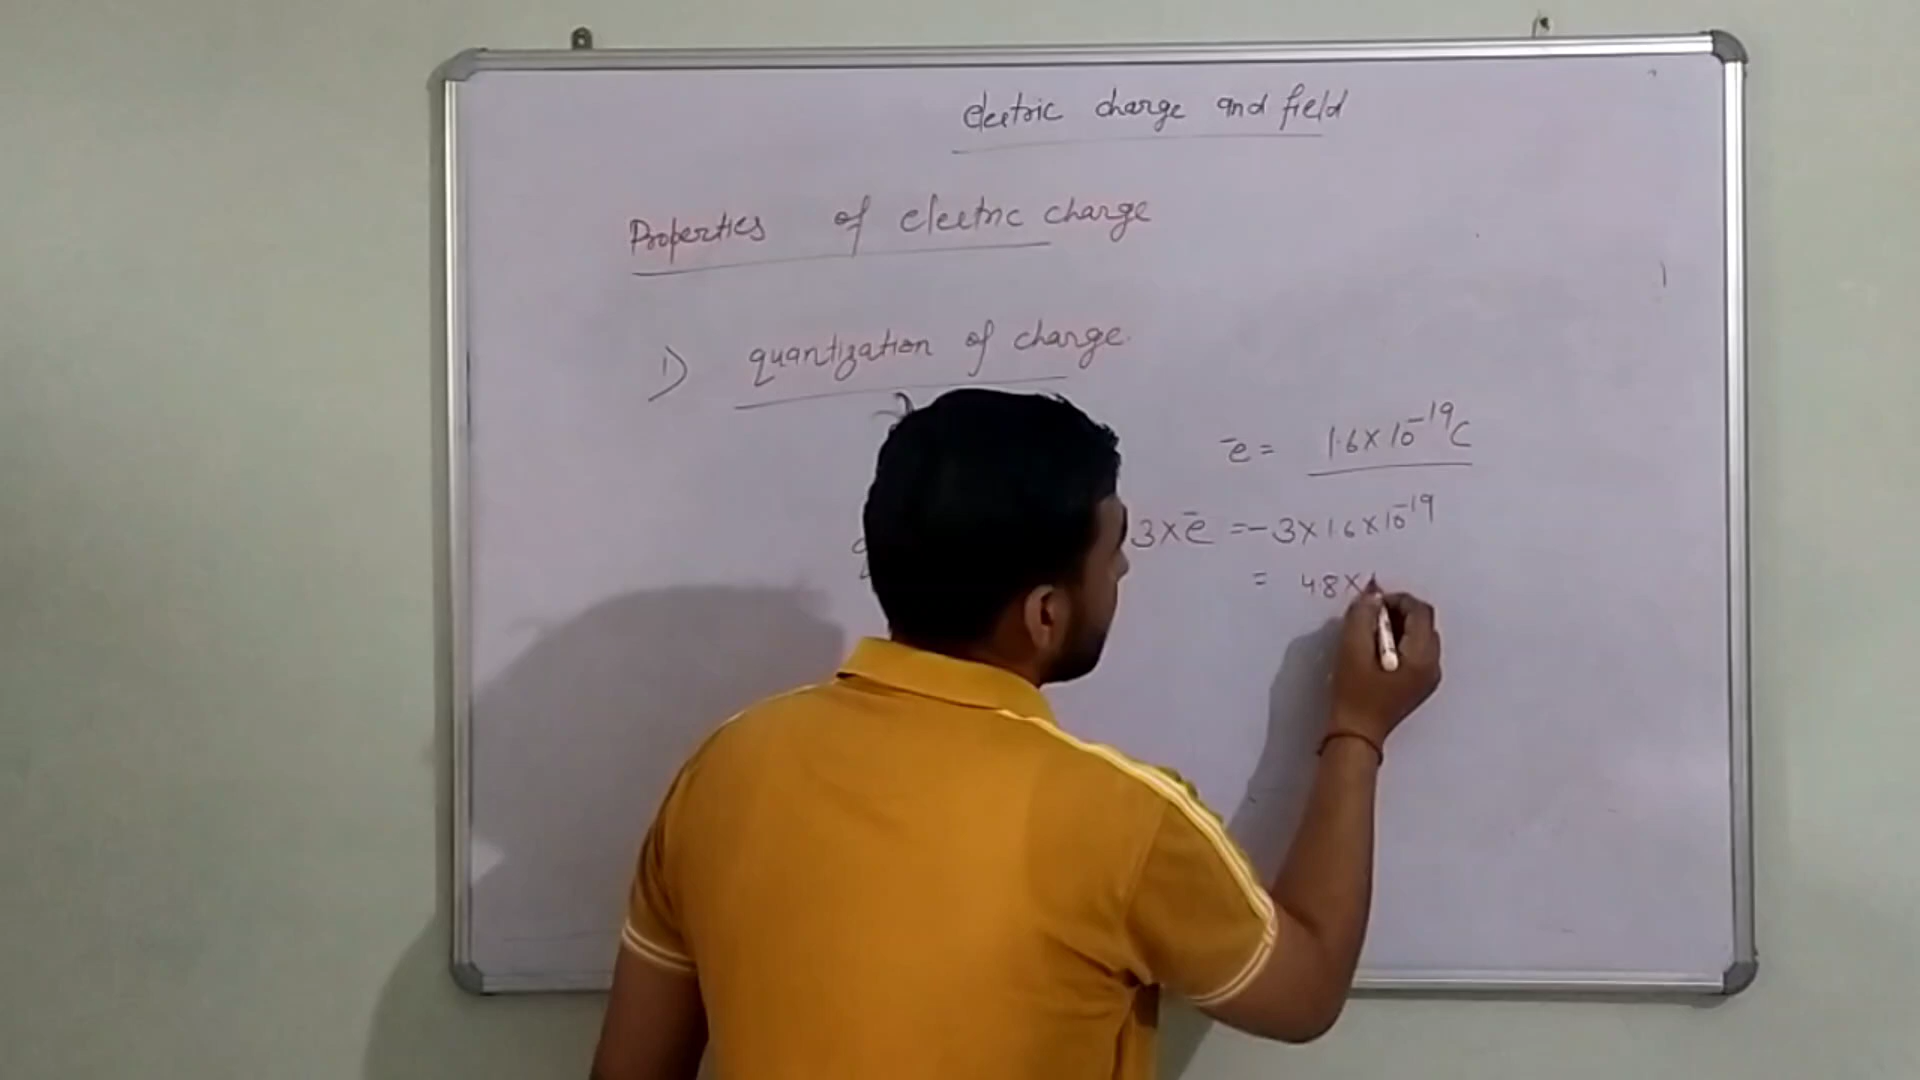 electric charge and field
Properties of electric charge
1) quantization of charge.
ē = 1.6×10⁻¹⁹C
3×ē = -3×1.6×10⁻¹⁹
= 4.8×